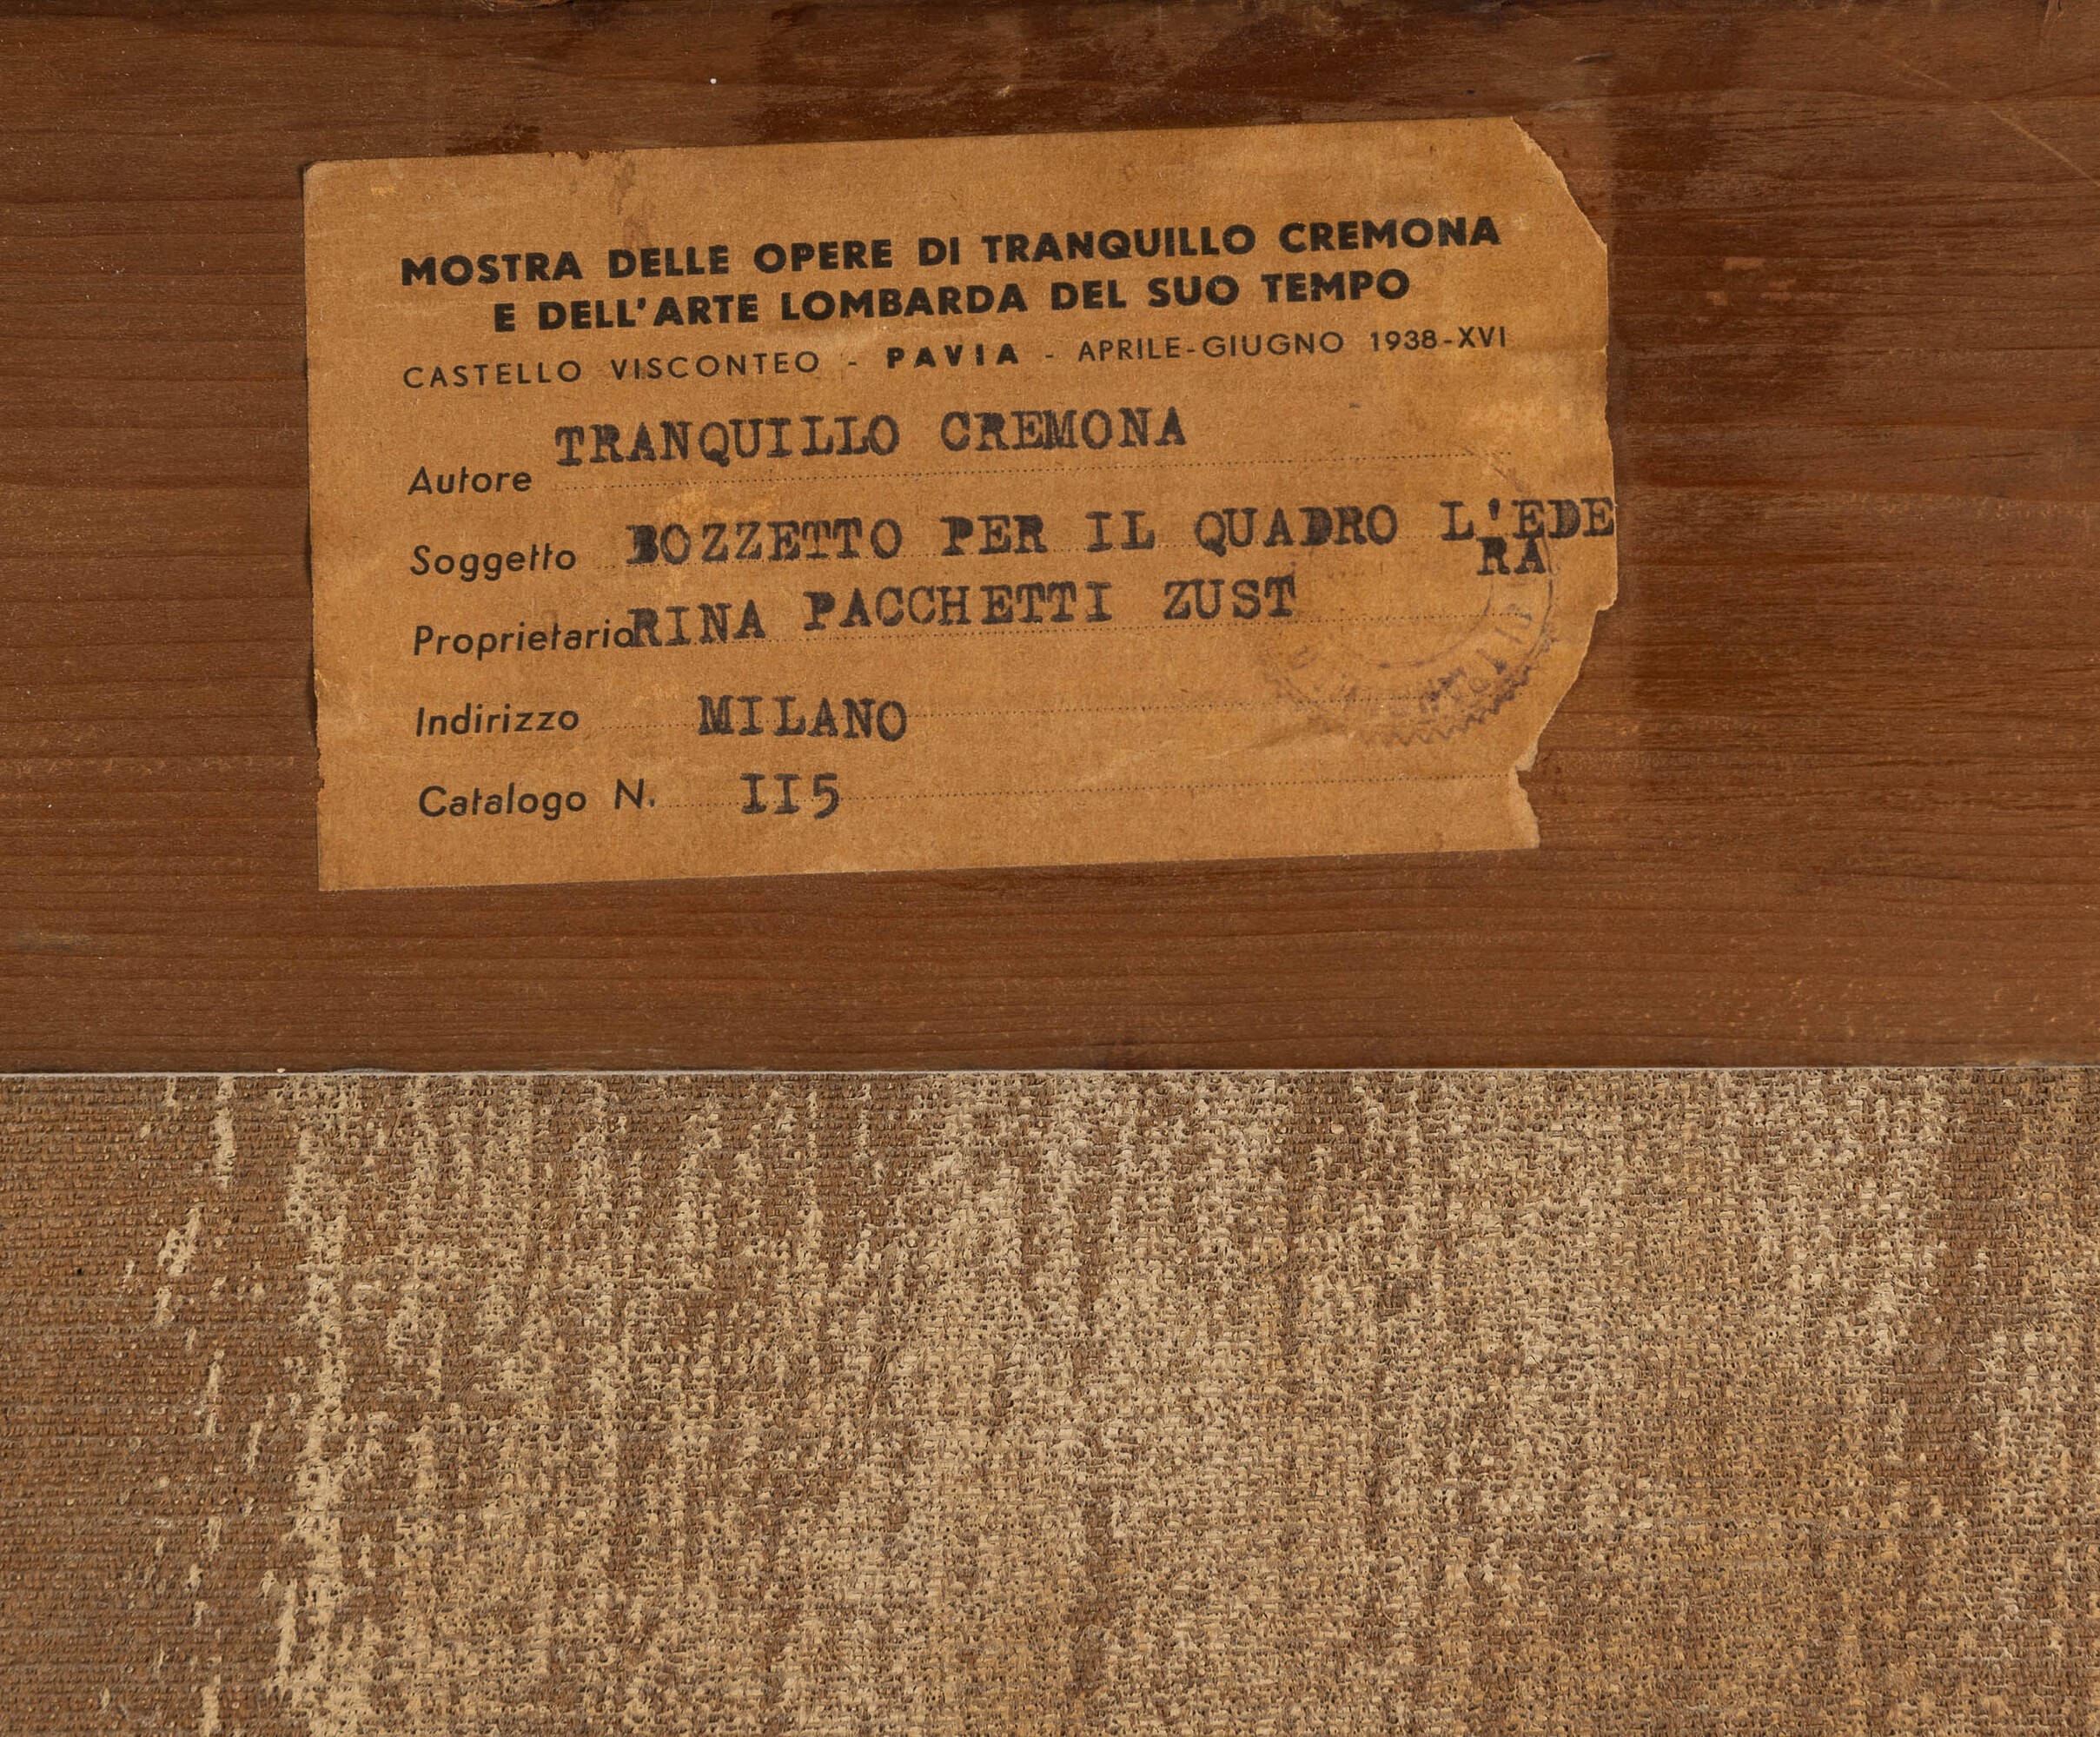 MOSTRA DELLE OPERE DI TRANQUILLO CREMONA
E DELL'ARTE LOMBARDA DEL SUO TEMPO
CASTELLO VISCONTEO - PAVIA - APRILE-GIUGNO 1938-XVI
Autore TRANQUILLO CREMONA
Soggetto BOZZETTO PER IL QUADRO L'EDE
RA
Proprietario RINA PACCHETTI ZUST
Indirizzo MILANO
Catalogo N. II5